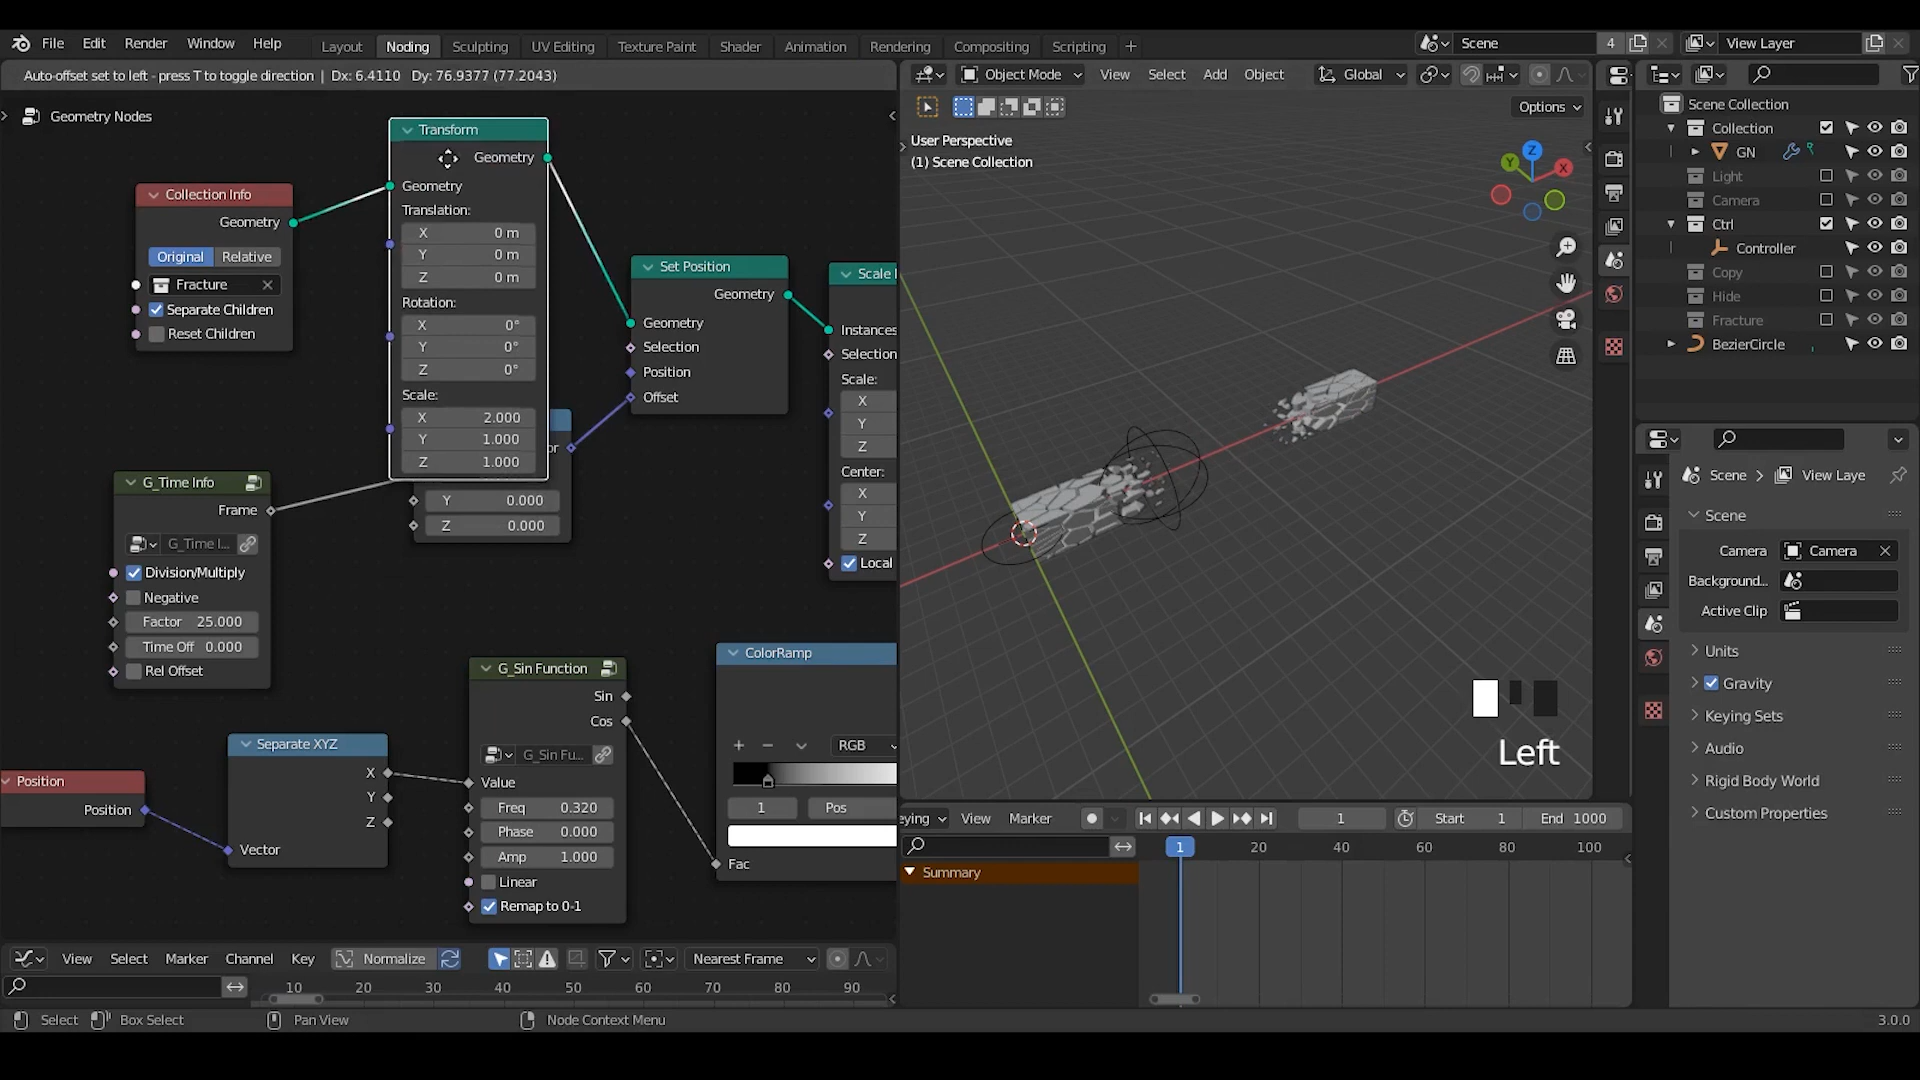 File Edit Render Window Help
Layout Noding Sculpting UV Editing Texture Paint Shader Animation Rendering Compositing Scripting +
Scene 4 View Layer
Auto-offset set to left - press T to toggle direction | Dx: 6.4110 Dy: 76.9377 (77.2043)
Geometry Nodes
Transform
Geometry
Geometry
Translation:
X 0 m
Y 0 m
Z 0 m
Rotation:
X 0°
Y 0°
Z 0°
Scale:
X 2.000
Y 1.000
Z 1.000
Collection Info
Geometry
Original Relative
Fracture
Separate Children
Reset Children
or
Y 0.000
Z 0.000
Set Position
Geometry
Geometry
Selection
Position
Offset
Scale I
Instances
Selection
Scale:
X
Y
Z
Center:
X
Y
Z
Local
G_Time Info
Frame
G_Time I...
Division/Multiply
Negative
Factor 25.000
Time Off 0.000
Rel Offset
Position
Position
Separate XYZ
X
Y
Z
Vector
G_Sin Function
Sin
Cos
G_Sin Fu...
Value
Freq 0.320
Phase 0.000
Amp 1.000
Linear
Remap to 0-1
ColorRamp
+ − RGB
1 Pos
Fac
Object Mode View Select Add Object Global
Options
User Perspective
(1) Scene Collection
Z
Y
X
Left
eying View Marker 1 Start 1 End 1000
1 20 40 60 80 100
Summary
View Select Marker Channel Key Normalize Nearest Frame
10 20 30 40 50 60 70 80 90
Select Box Select Pan View Node Context Menu 3.0.0
Scene Collection
Collection
GN
Light
Camera
Ctrl
Controller
Copy
Hide
Fracture
BezierCircle
Scene > View Laye
Scene
Camera Camera
Background...
Active Clip
Units
Gravity
Keying Sets
Audio
Rigid Body World
Custom Properties